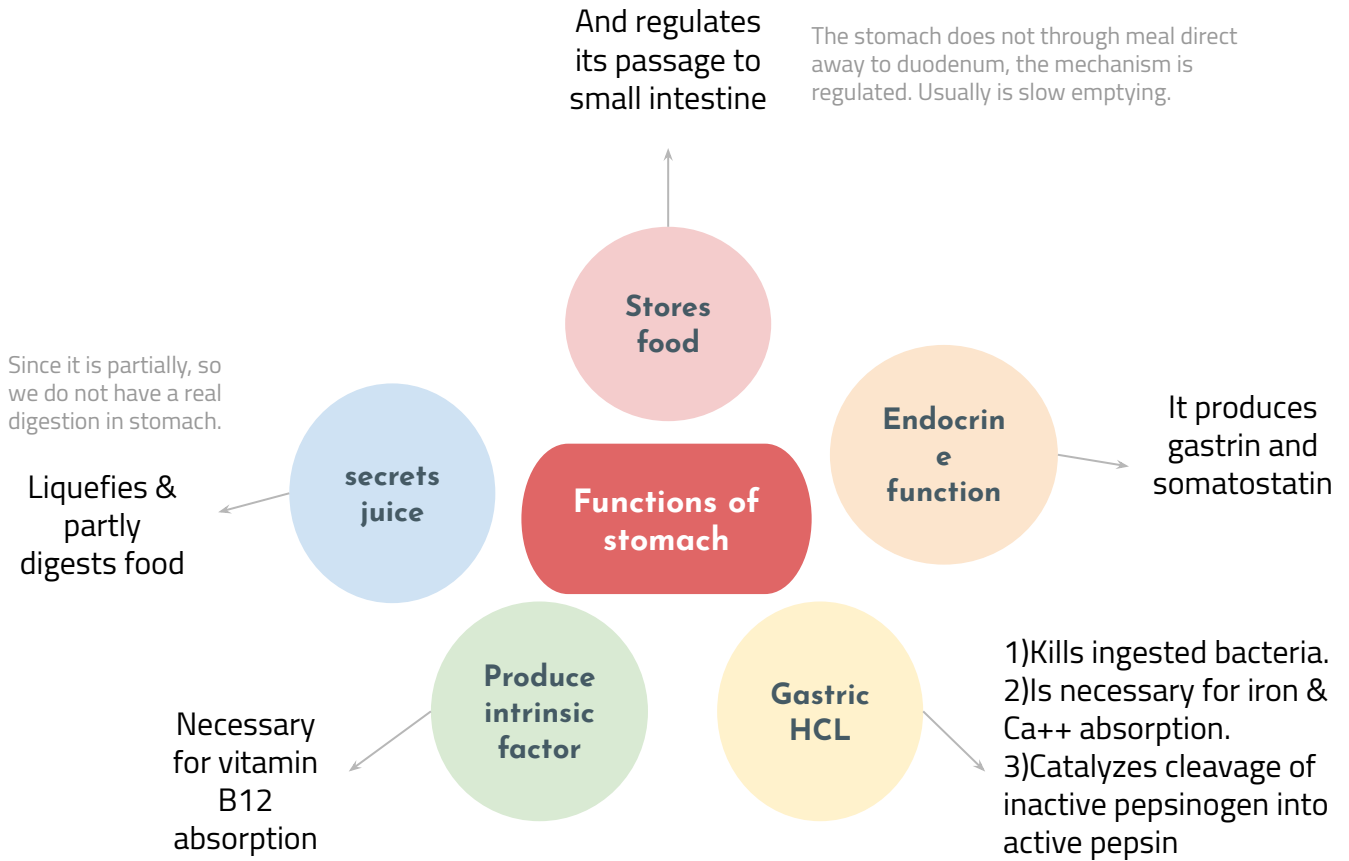 And regulates
its passage to
small intestine
The stomach does not through meal direct
away to duodenum, the mechanism is
regulated. Usually is slow emptying.
Stores
food
Since it is partially, so
we do not have a real
digestion in stomach.
Liquefies &
partly
digests food
secrets
juice
Functions of
stomach
Endocrin
e
function
It produces
gastrin and
somatostatin
Necessary
for vitamin
B12
absorption
Produce
intrinsic
factor
Gastric
HCL
1)Kills ingested bacteria.
2)Is necessary for iron &
Ca++ absorption.
3)Catalyzes cleavage of
inactive pepsinogen into
active pepsin